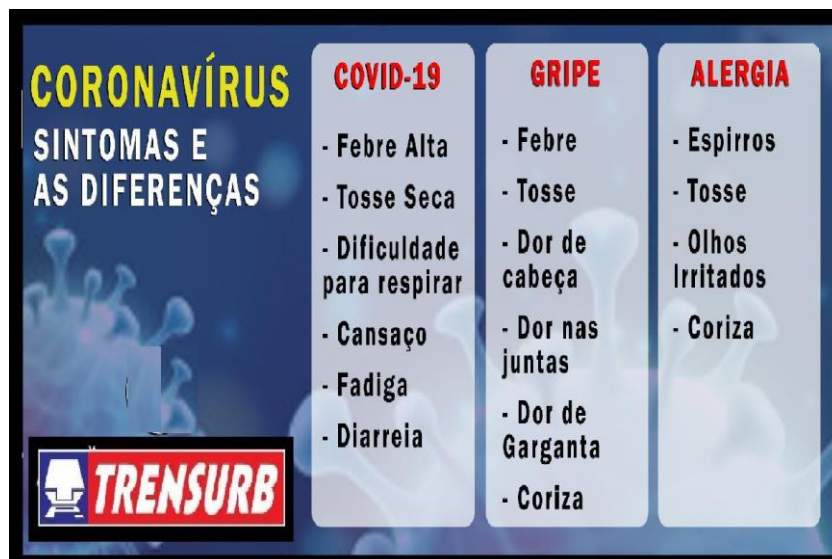 CORONAVÍRUS
SINTOMAS E
AS DIFERENÇAS
COVID-19
- Febre Alta
- Tosse Seca
- Dificuldade
para respirar
- Cansaço
- Fadiga
- Diarreia
GRIPE
- Febre
- Tosse
- Dor de
cabeça
- Dor nas
juntas
- Dor de
Garganta
- Coriza
ALERGIA
- Espirros
- Tosse
- Olhos
Irritados
- Coriza
TRENSURB